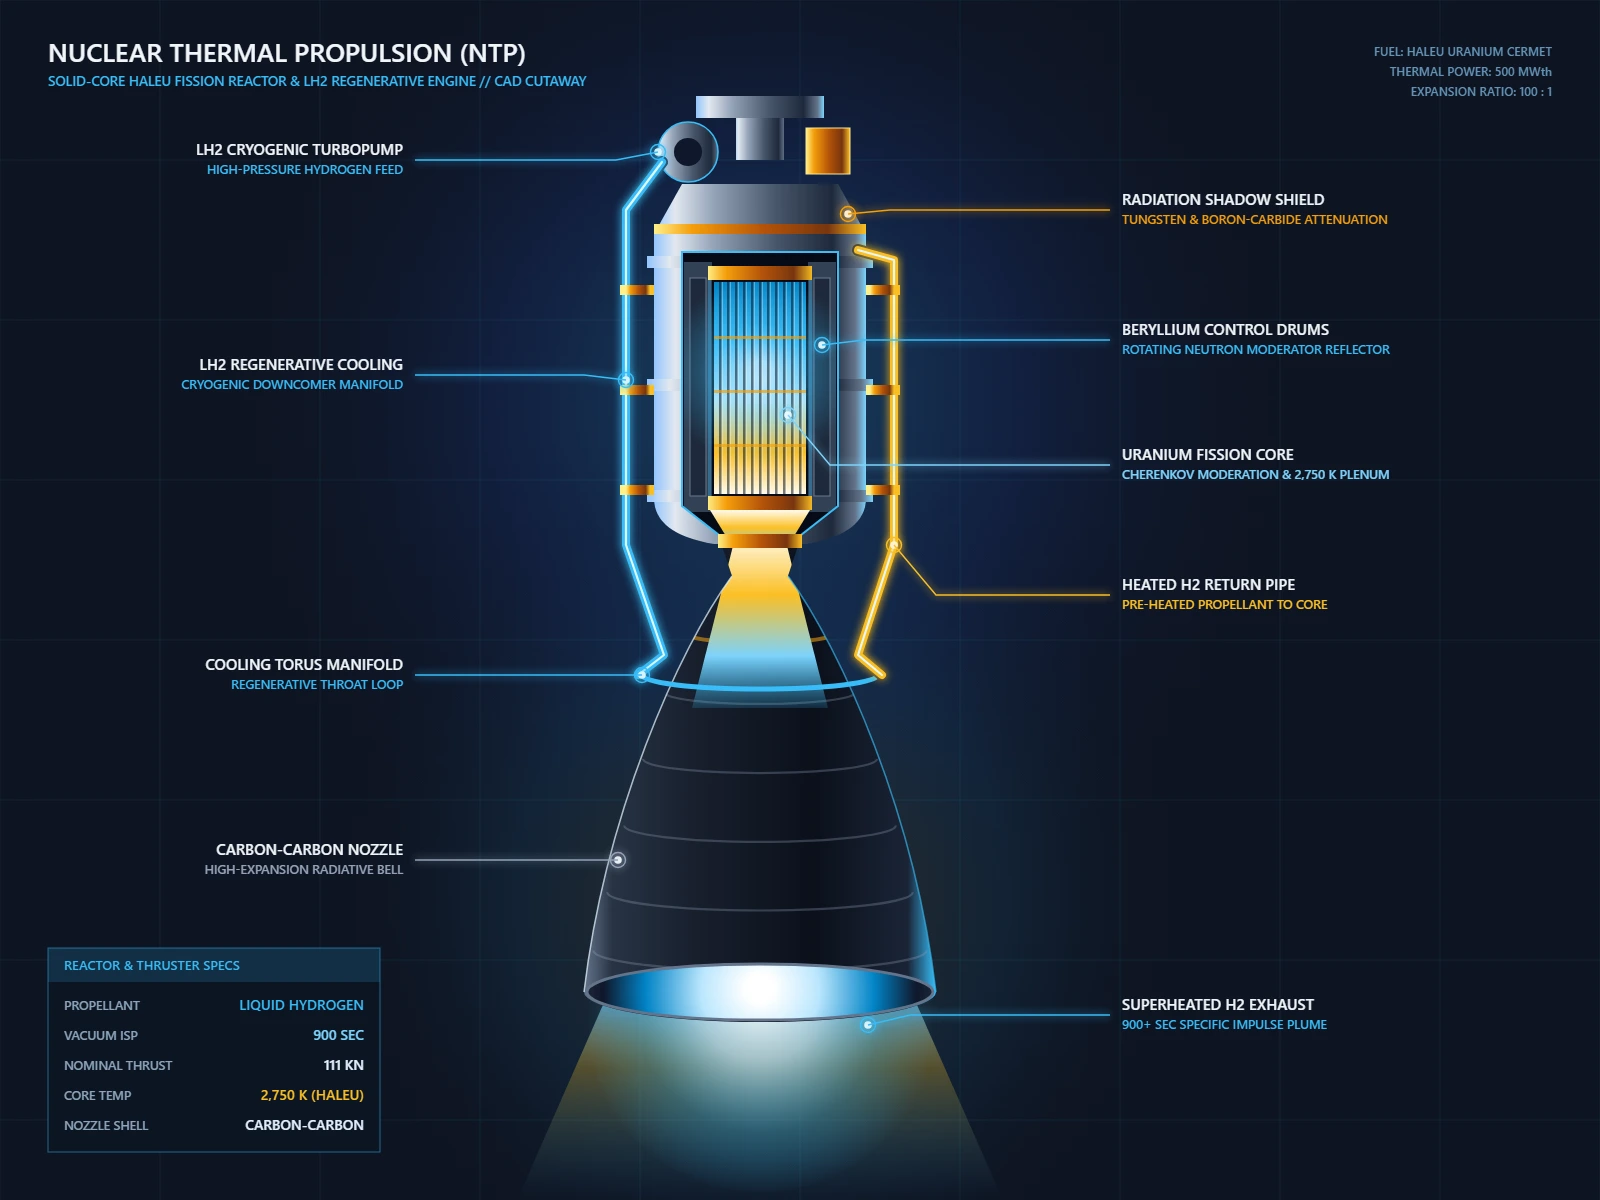 NUCLEAR THERMAL PROPULSION (NTP)
SOLID-CORE HALEU FISSION REACTOR & LH2 REGENERATIVE ENGINE // CAD CUTAWAY
FUEL: HALEU URANIUM CERMET
THERMAL POWER: 500 MWth
EXPANSION RATIO: 100 : 1
LH2 CRYOGENIC TURBOPUMP
HIGH-PRESSURE HYDROGEN FEED
RADIATION SHADOW SHIELD
TUNGSTEN & BORON-CARBIDE ATTENUATION
BERYLLIUM CONTROL DRUMS
ROTATING NEUTRON MODERATOR REFLECTOR
LH2 REGENERATIVE COOLING
CRYOGENIC DOWNCOMER MANIFOLD
URANIUM FISSION CORE
CHERENKOV MODERATION & 2,750 K PLENUM
HEATED H2 RETURN PIPE
PRE-HEATED PROPELLANT TO CORE
COOLING TORUS MANIFOLD
REGENERATIVE THROAT LOOP
CARBON-CARBON NOZZLE
HIGH-EXPANSION RADIATIVE BELL
SUPERHEATED H2 EXHAUST
900+ SEC SPECIFIC IMPULSE PLUME
REACTOR & THRUSTER SPECS
PROPELLANT LIQUID HYDROGEN
VACUUM ISP 900 SEC
NOMINAL THRUST 111 KN
CORE TEMP 2,750 K (HALEU)
NOZZLE SHELL CARBON-CARBON